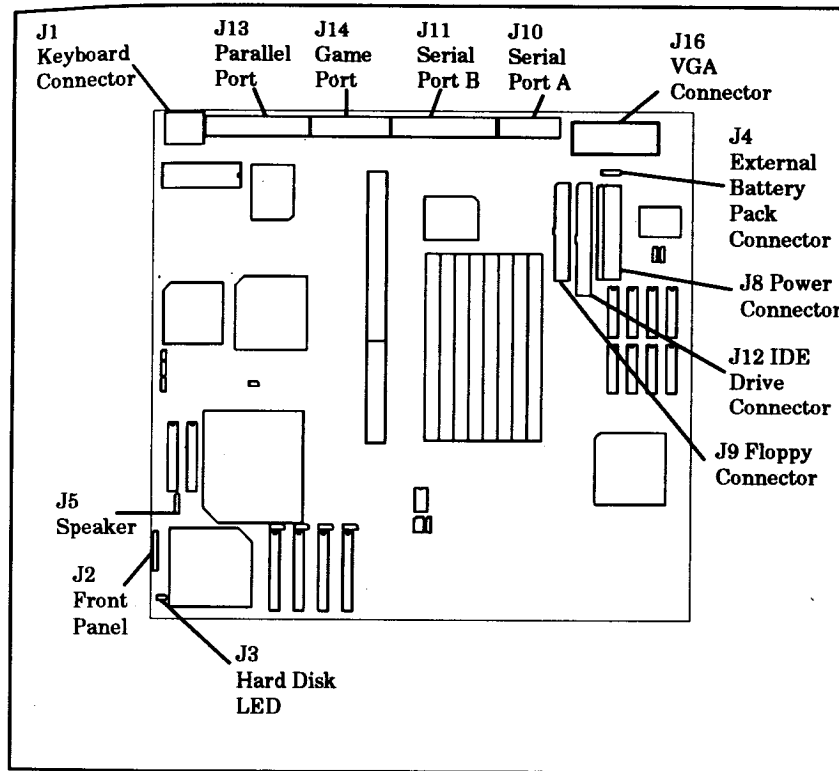 J1
Keyboard
Connector
J13
Parallel
Port
J14
Game
Port
J11
Serial
Port B
J10
Serial
Port A
J16
VGA
Connector
J4
External
Battery
Pack
Connector
J8 Power
Connector
J12 IDE
Drive
Connector
J9 Floppy
Connector
J5
Speaker
J2
Front
Panel
J3
Hard Disk
LED